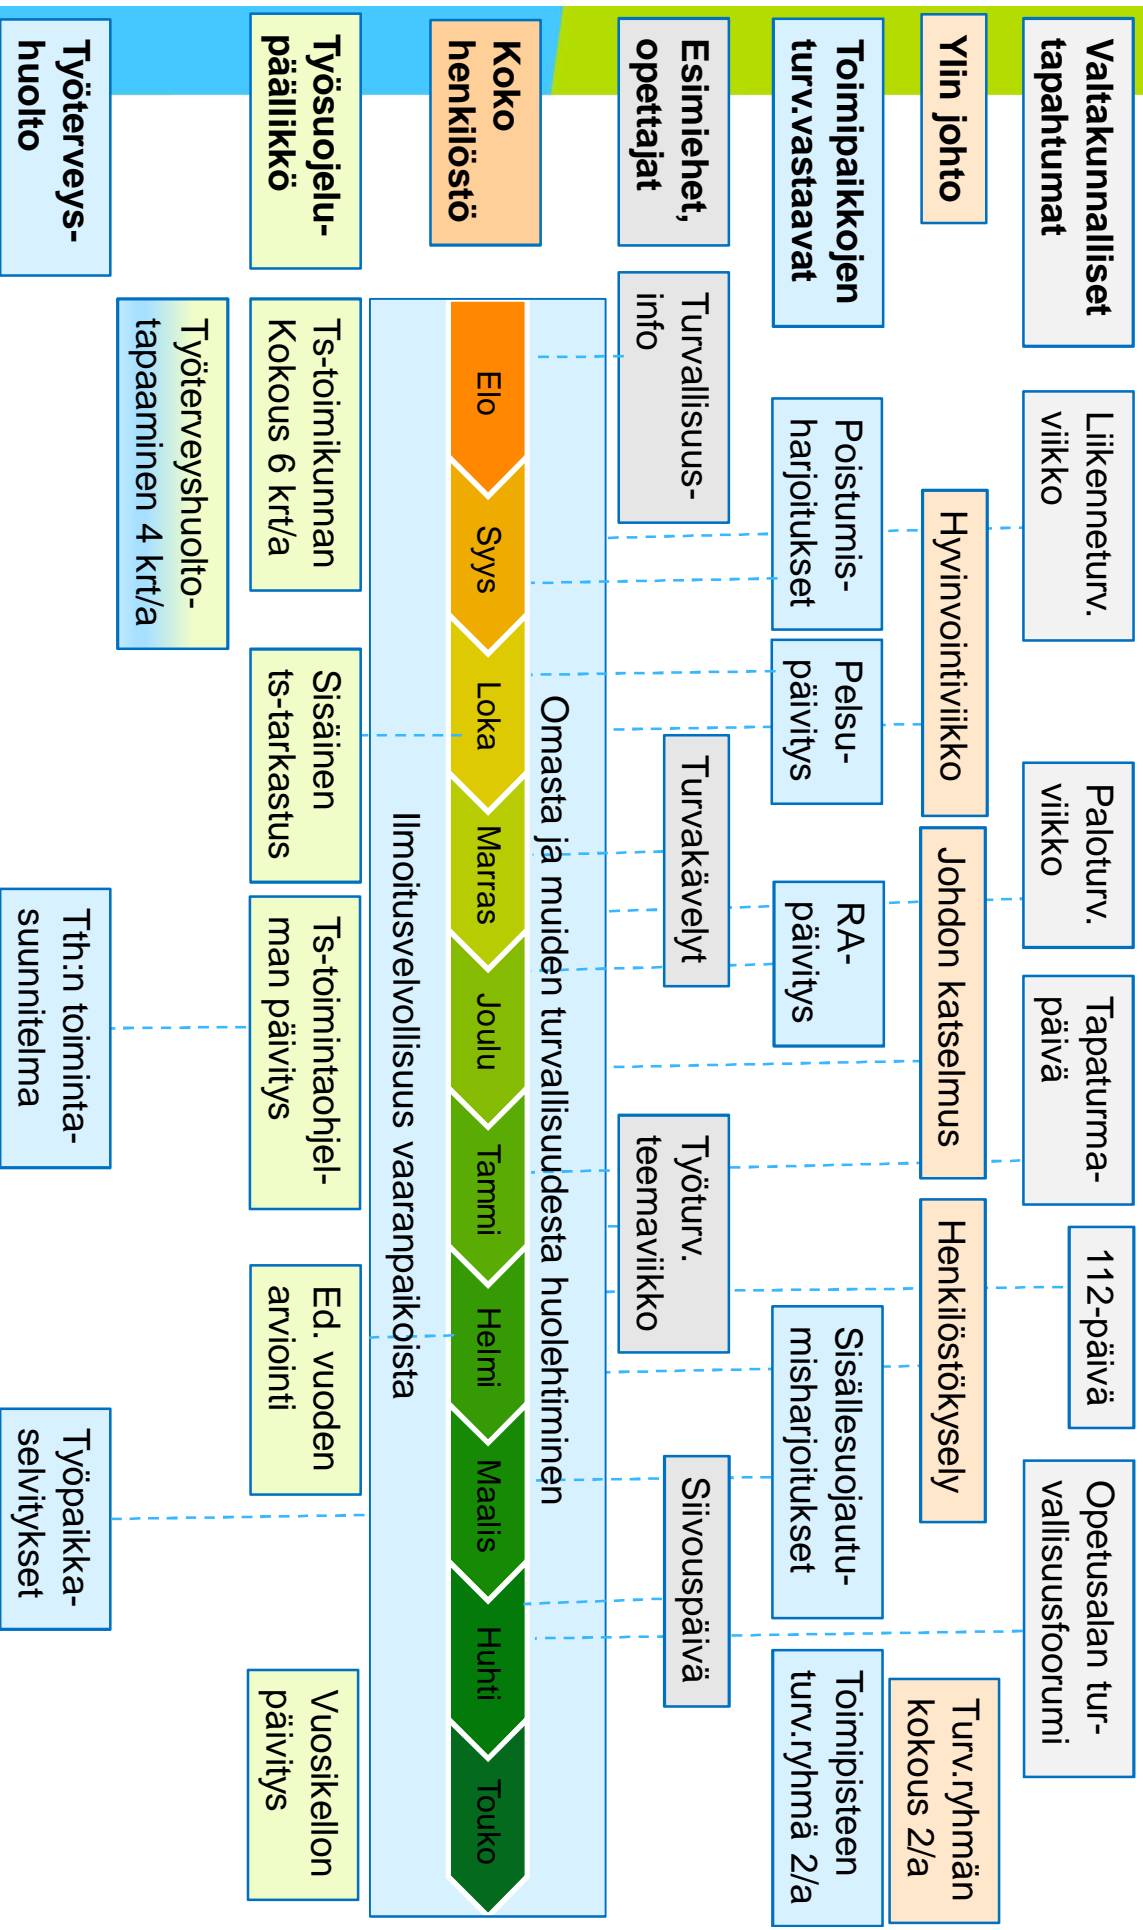 Valtakunnalliset
tapahtumat
Liikenneturv.
viikko
Paloturv.
viikko
Tapaturma-
päivä
112-päivä
Opetusalan tur-
vallisuusfoorumi
Ylin johto
Hyvinvointiviikko
Johdon katselmus
Henkilöstökysely
Turv.ryhmän
kokous 2/a
Toimipaikkojen
turv.vastaavat
Poistumis-
harjoitukset
Pelsu-
päivitys
RA-
päivitys
Sisällesuojautu-
misharjoitukset
Toimipisteen
turv.ryhmä 2/a
Esimiehet,
opettajat
Turvallisuus-
info
Turvakävelyt
Työturv.
teemaviikko
Siivouspäivä
Koko
henkilöstö
Omasta ja muiden turvallisuudesta huolehtiminen
Elo
Syys
Loka
Marras
Joulu
Tammi
Helmi
Maalis
Huhti
Touko
Ilmoitusvelvollisuus vaaranpaikoista
Työsuojelu-
päällikkö
Ts-toimikunnan
Kokous 6 krt/a
Sisäinen
ts-tarkastus
Ts-toimintaohjel-
man päivitys
Ed. vuoden
arviointi
Vuosikellon
päivitys
Työterveyshuolto-
tapaaminen 4 krt/a
Työterveys-
huolto
Tth:n toiminta-
suunnitelma
Työpaikka-
selvitykset